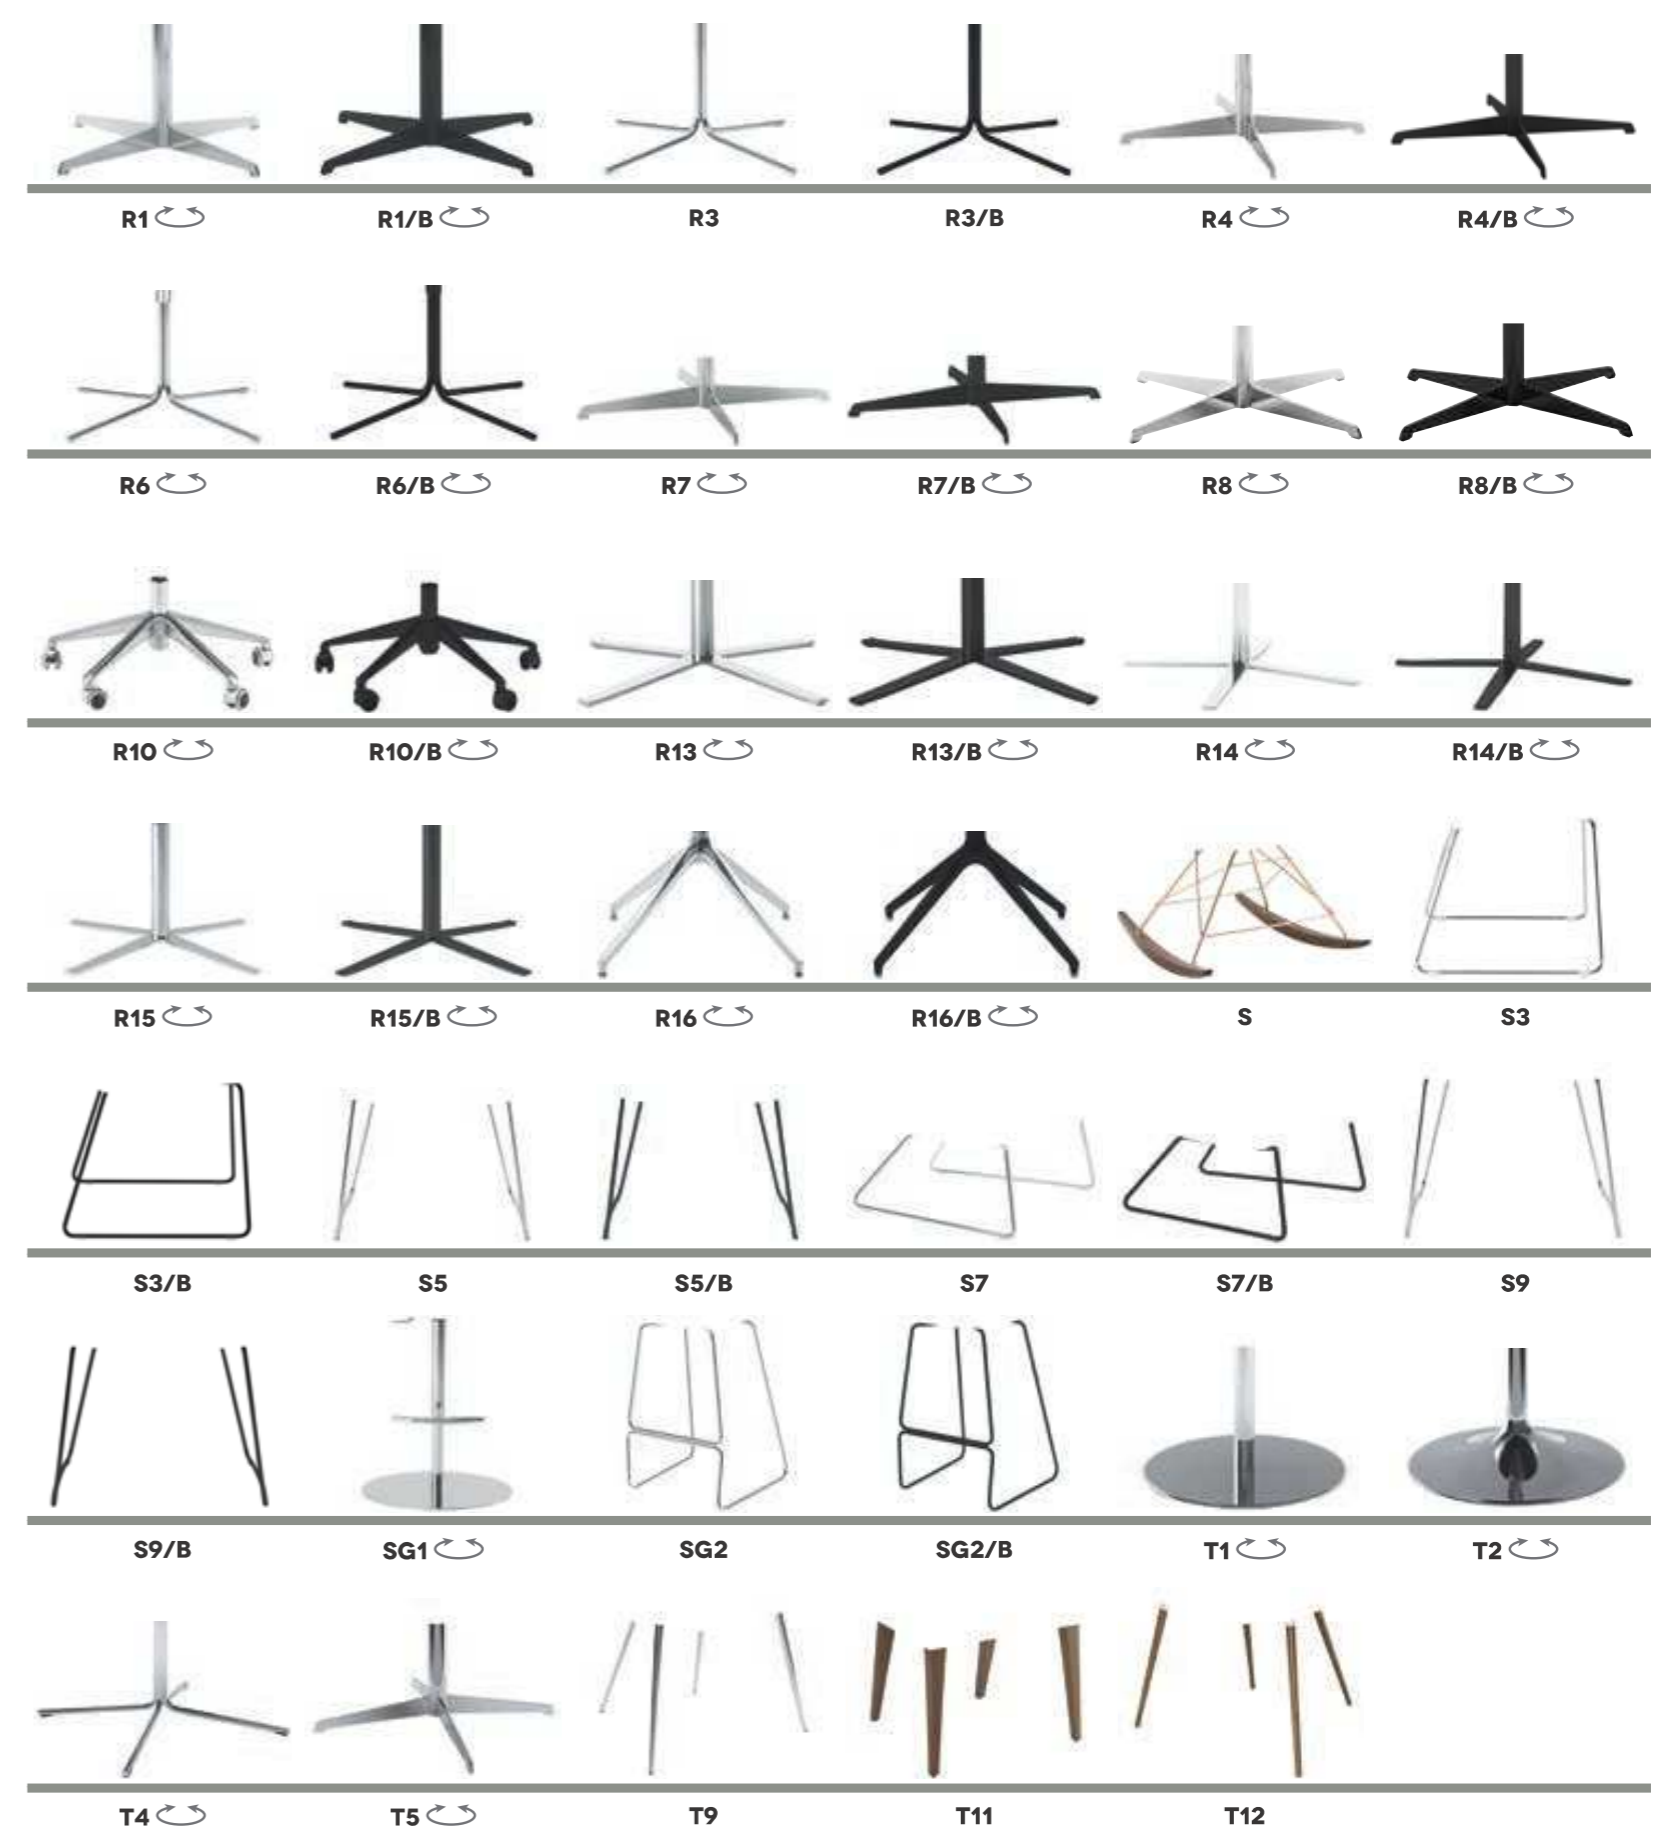 R1 R1/B R3 R3/B R4 R4/B
R6 R6/B R7 R7/B R8 R8/B
R10 R10/B R13 R13/B R14 R14/B
R15 R15/B R16 R16/B S S3
S3/B S5 S5/B S7 S7/B S9
S9/B SG1 SG2 SG2/B T1 T2
T4 T5 T9 T11 T12